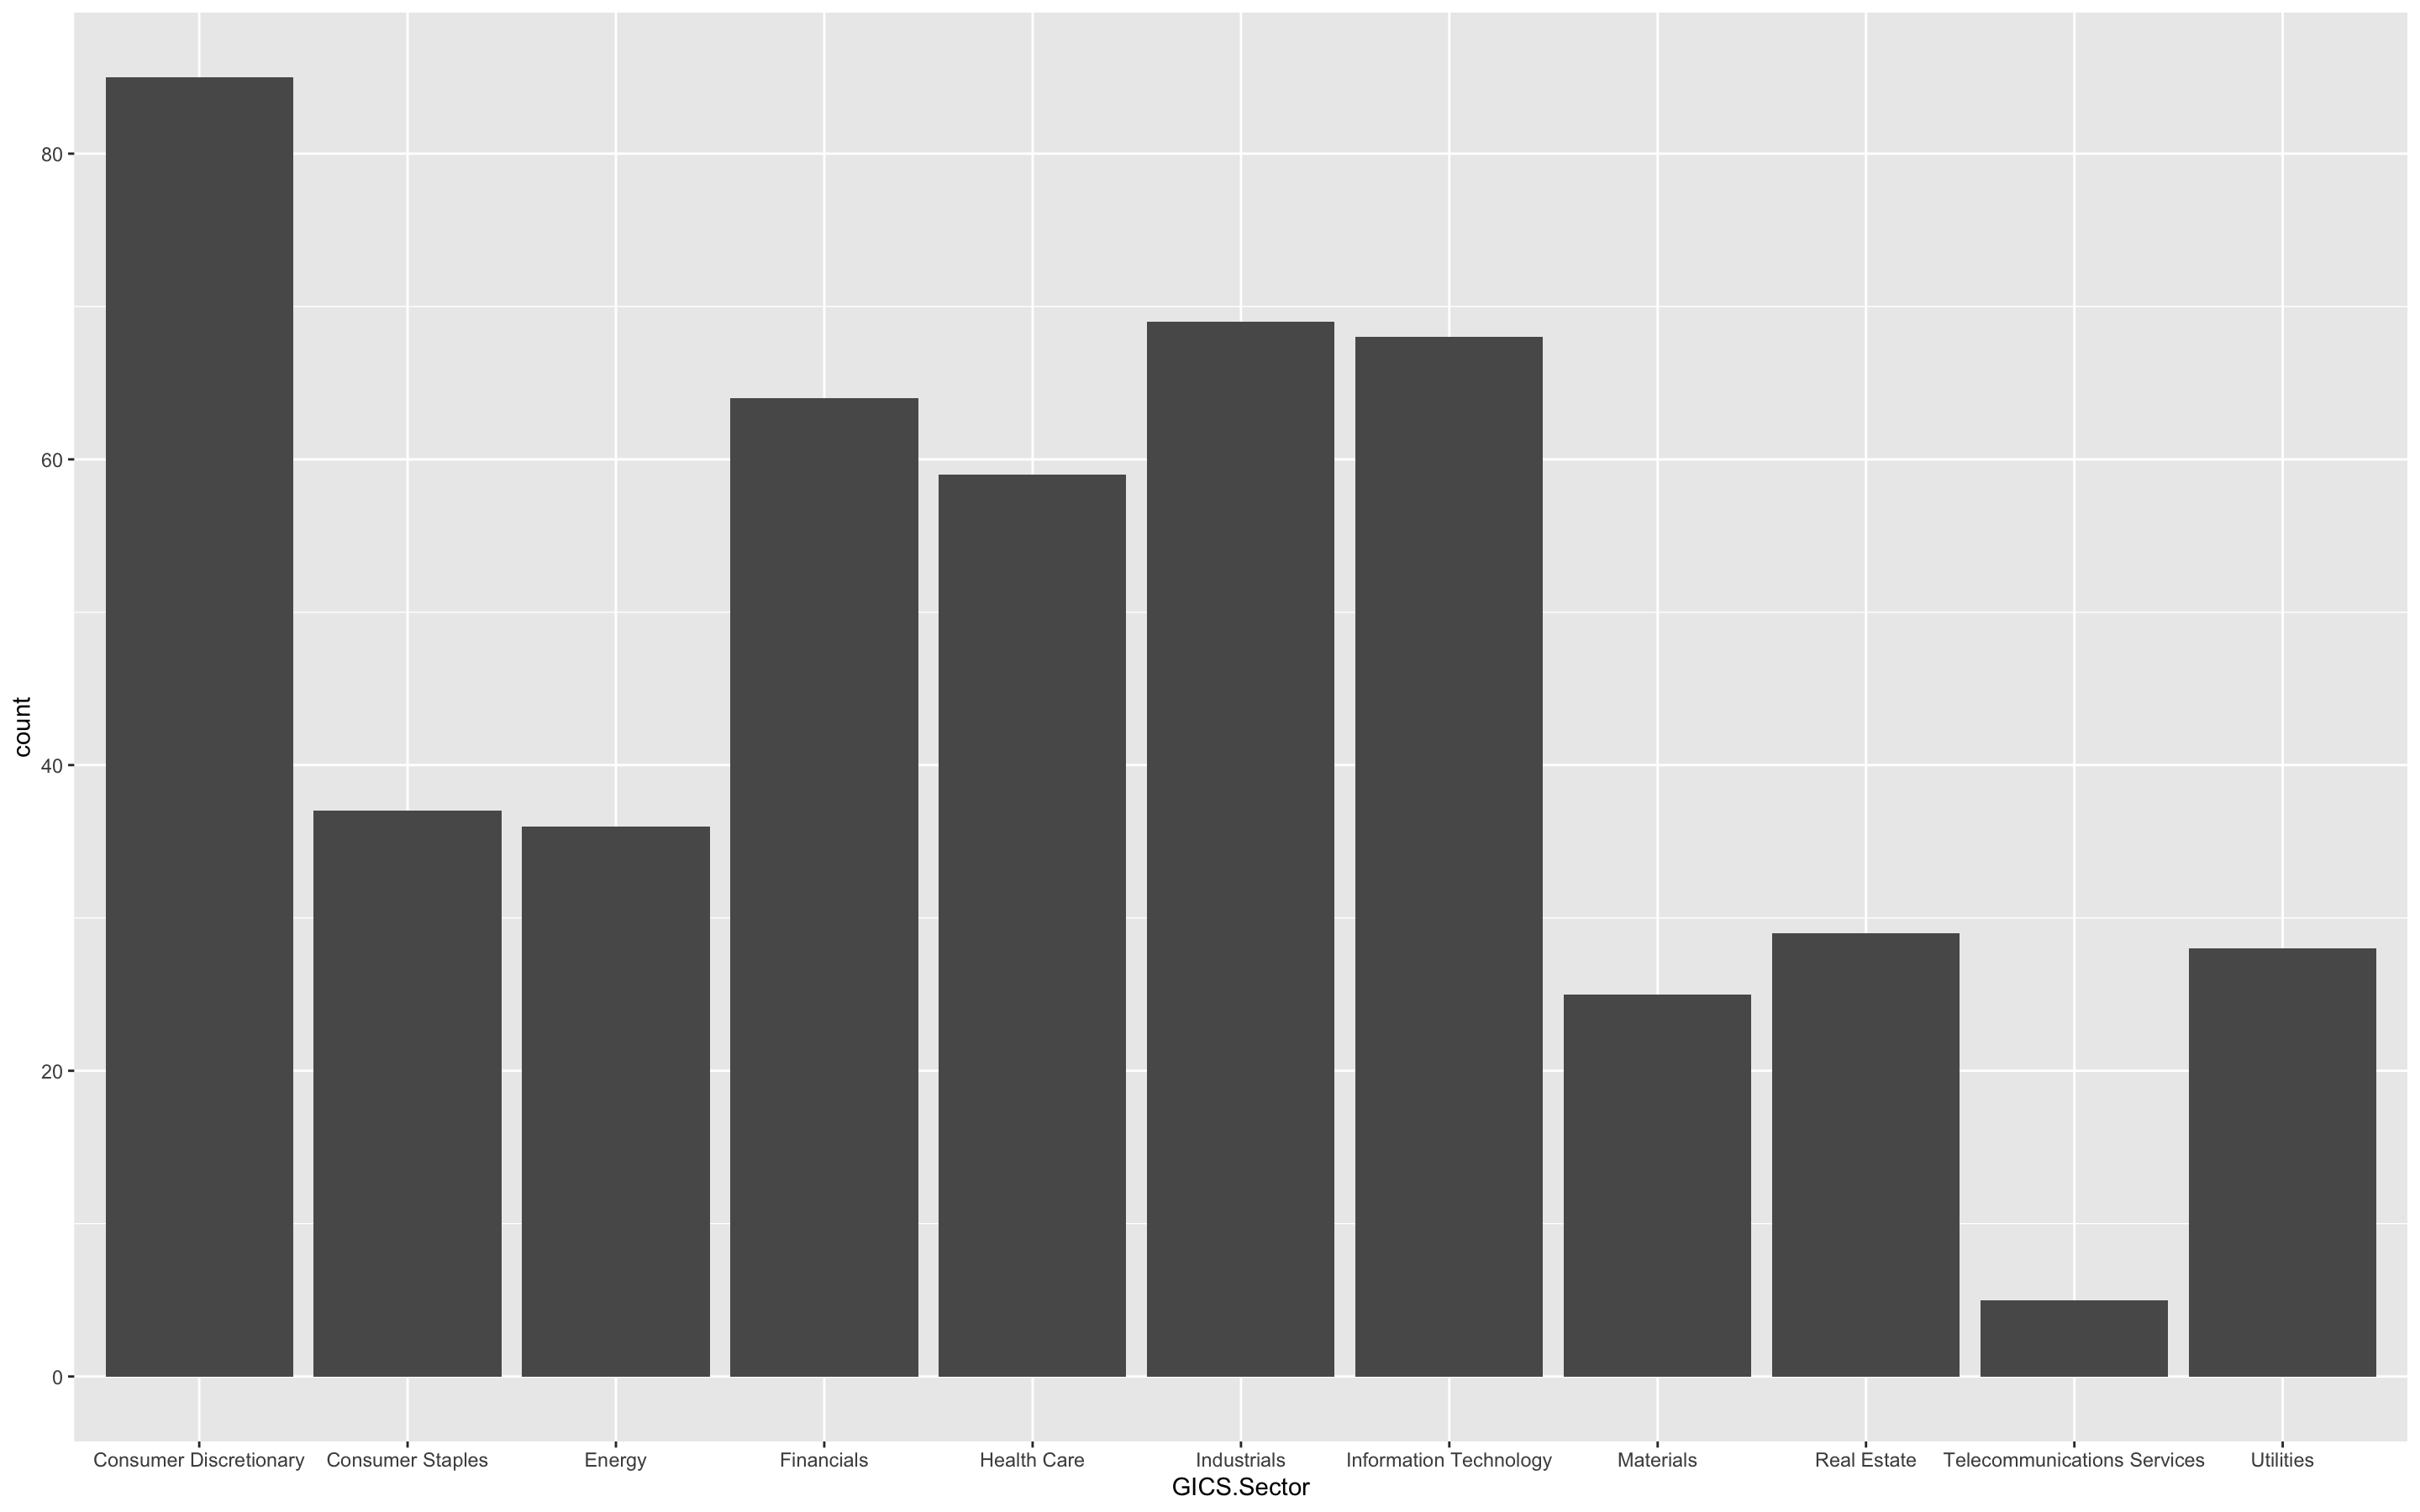 80
60
40
20
0
count
Consumer Discretionary Consumer Staples Energy Financials Health Care Industrials Information Technology Materials Real Estate Telecommunications Services Utilities
GICS.Sector